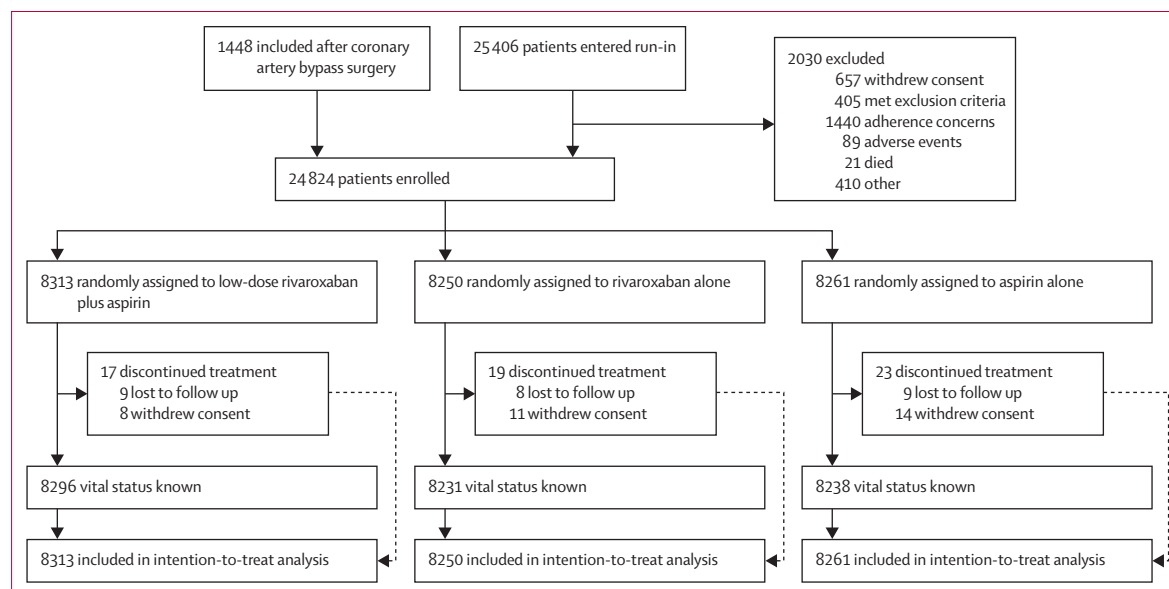 1448 included after coronary
artery bypass surgery
25 406 patients entered run-in
2030 excluded
657 withdrew consent
405 met exclusion criteria
1440 adherence concerns
89 adverse events
21 died
410 other
24 824 patients enrolled
8313 randomly assigned to low-dose rivaroxaban
plus aspirin
8250 randomly assigned to rivaroxaban alone
8261 randomly assigned to aspirin alone
17 discontinued treatment
9 lost to follow up
8 withdrew consent
19 discontinued treatment
8 lost to follow up
11 withdrew consent
23 discontinued treatment
9 lost to follow up
14 withdrew consent
8296 vital status known
8231 vital status known
8238 vital status known
8313 included in intention-to-treat analysis
8250 included in intention-to-treat analysis
8261 included in intention-to-treat analysis